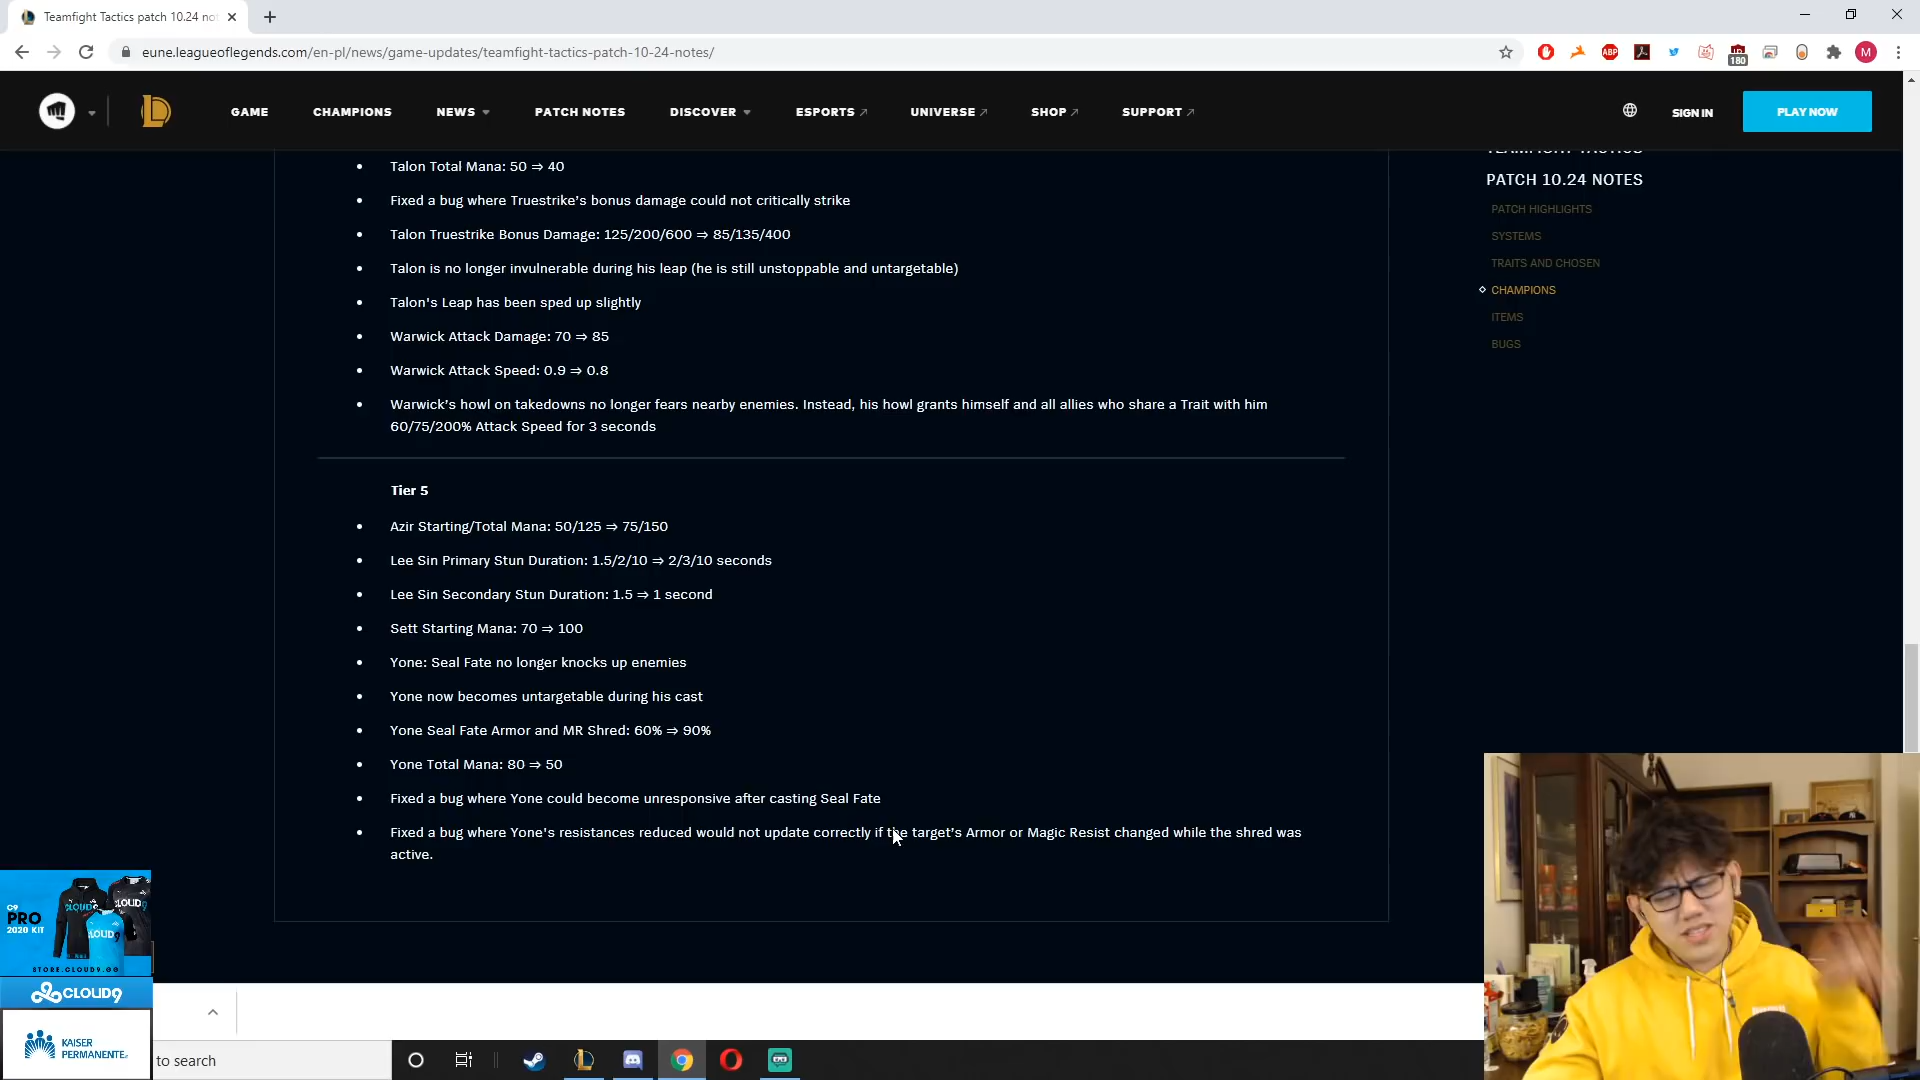 Teamfight Tactics patch 10.24 no
eune.leagueoflegends.com/en-pl/news/game-updates/teamfight-tactics-patch-10-24-notes/
ABP
180
M
GAME
CHAMPIONS
NEWS
PATCH NOTES
DISCOVER
ESPORTS
UNIVERSE
SHOP
SUPPORT
SIGN IN
PLAY NOW
Talon Total Mana: 50 ⇒ 40
Fixed a bug where Truestrike’s bonus damage could not critically strike
Talon Truestrike Bonus Damage: 125/200/600 ⇒ 85/135/400
Talon is no longer invulnerable during his leap (he is still unstoppable and untargetable)
Talon's Leap has been sped up slightly
Warwick Attack Damage: 70 ⇒ 85
Warwick Attack Speed: 0.9 ⇒ 0.8
Warwick’s howl on takedowns no longer fears nearby enemies. Instead, his howl grants himself and all allies who share a Trait with him
60/75/200% Attack Speed for 3 seconds
Tier 5
Azir Starting/Total Mana: 50/125 ⇒ 75/150
Lee Sin Primary Stun Duration: 1.5/2/10 ⇒ 2/3/10 seconds
Lee Sin Secondary Stun Duration: 1.5 ⇒ 1 second
Sett Starting Mana: 70 ⇒ 100
Yone: Seal Fate no longer knocks up enemies
Yone now becomes untargetable during his cast
Yone Seal Fate Armor and MR Shred: 60% ⇒ 90%
Yone Total Mana: 80 ⇒ 50
Fixed a bug where Yone could become unresponsive after casting Seal Fate
Fixed a bug where Yone's resistances reduced would not update correctly if the target’s Armor or Magic Resist changed while the shred was
active.
TEAMFIGHT TACTICS
PATCH 10.24 NOTES
PATCH HIGHLIGHTS
SYSTEMS
TRAITS AND CHOSEN
CHAMPIONS
ITEMS
BUGS
C9
PRO
2020 KIT
CLOUD9
CLOUD9
STORE.CLOUD9.GG
CLOUD9
KAISER
PERMANENTE
to search